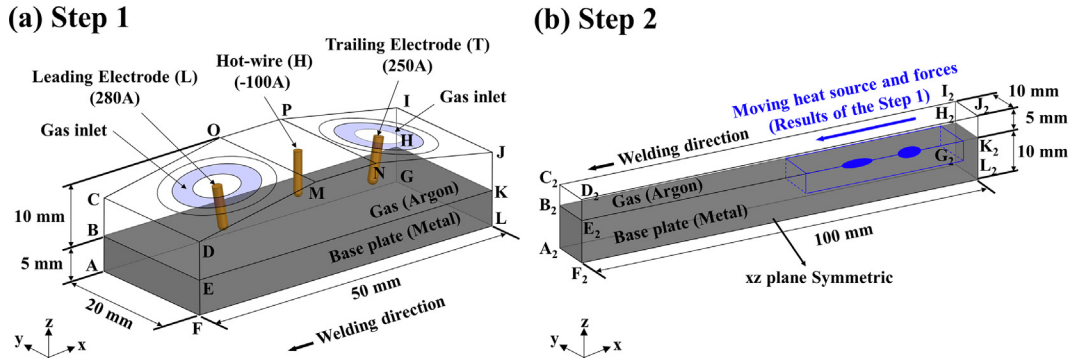 (a) Step 1
Leading Electrode (L)
(280A)
Hot-wire (H)
(-100A)
Trailing Electrode (T)
(250A)
Gas inlet
Gas inlet
P
I
O
H
J
C
N
M
G
K
10 mm
Gas (Argon)
B
D
L
Base plate (Metal)
5 mm
A
E
50 mm
20 mm
F
Welding direction
z
y
x
(b) Step 2
Moving heat source and forces
(Results of the Step 1)
I2
J2
10 mm
H2
5 mm
Welding direction
K2
G2
L2
10 mm
C2
D2
Gas (Argon)
B2
E2
Base plate (Metal)
A2
F2
100 mm
xz plane Symmetric
z
y
x